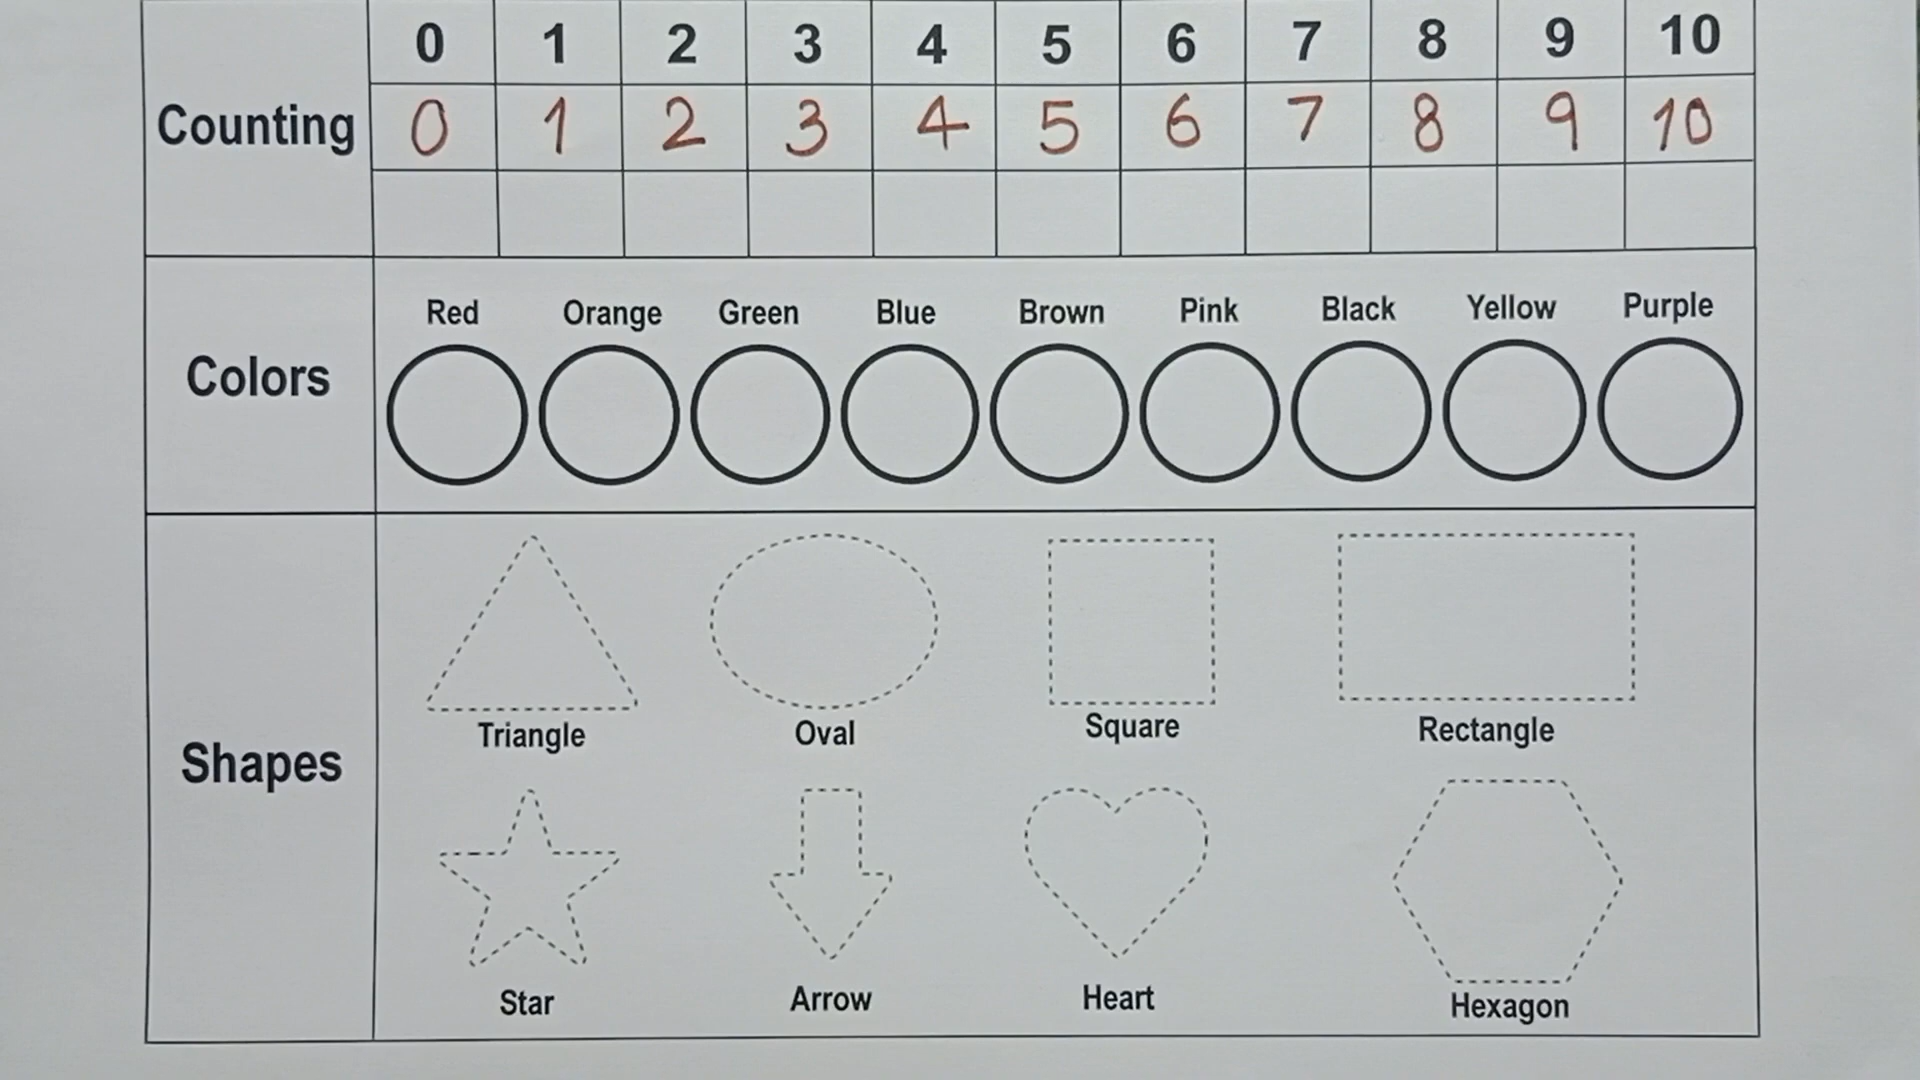 0 1 2 3 4 5 6 7 8 9 10
Counting
0 1 2 3 4 5 6 7 8 9 10
Red Orange Green Blue Brown Pink Black Yellow Purple
Colors
Triangle Oval Square Rectangle
Shapes
Star Arrow Heart Hexagon